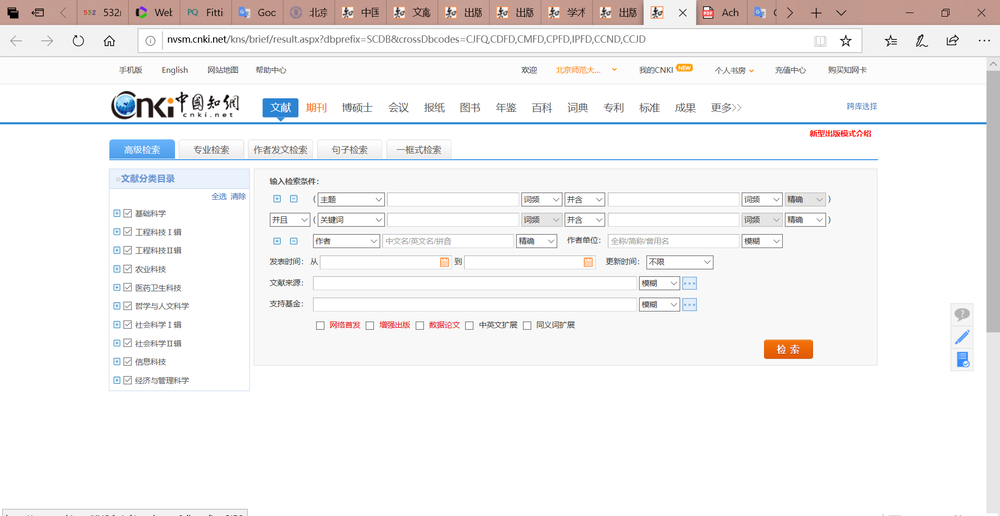 532 532r Wet PQ Fitti Goc 北京 中国 文献 出版 出版 学术 出版 PDF Ach
nvsm.cnki.net/kns/brief/result.aspx?dbprefix=SCDB&crossDbcodes=CJFQ,CDFD,CMFD,CPFD,IPFD,CCND,CCJD
手机版 English 网站地图 帮助中心 欢迎 北京师范大... 我的CNKI NEW 个人书房 充值中心 购买知网卡
Cnki中國知網
cnki.net
文献 期刊 博硕士 会议 报纸 图书 年鉴 百科 词典 专利 标准 成果 更多>> 跨库选择
新型出版模式介绍
高级检索 专业检索 作者发文检索 句子检索 一框式检索
»文献分类目录
全选 清除
基础科学
工程科技Ⅰ辑
工程科技Ⅱ辑
农业科技
医药卫生科技
哲学与人文科学
社会科学Ⅰ辑
社会科学Ⅱ辑
信息科技
经济与管理科学
输入检索条件：
( 主题 词频 并含 词频 精确 )
并且 ( 关键词 词频 并含 词频 精确 )
作者 中文名/英文名/拼音 精确 作者单位： 全称/简称/曾用名 模糊
发表时间： 从 到 更新时间： 不限
文献来源： 模糊 ...
支持基金： 模糊 ...
网络首发 增强出版 数据论文 中英文扩展 同义词扩展
检 索